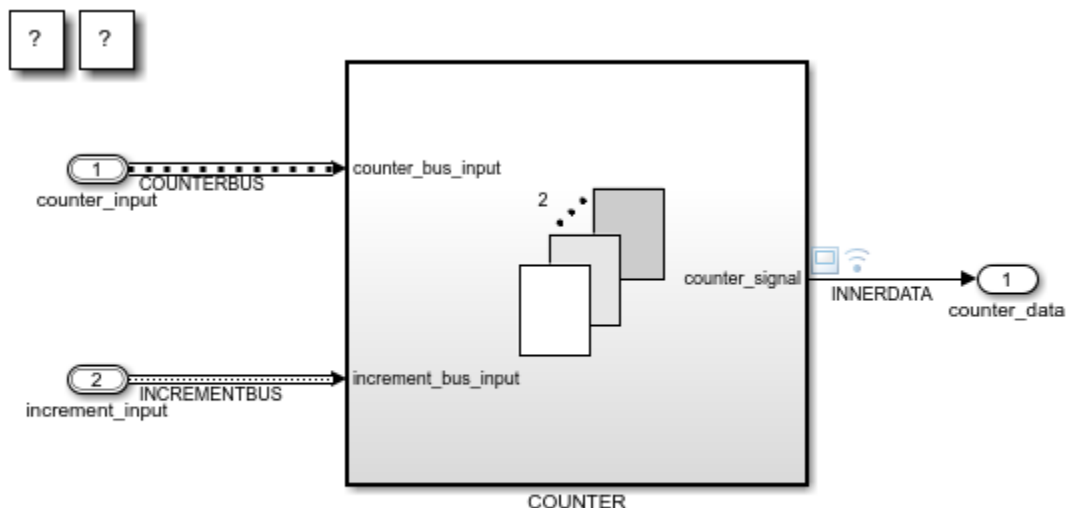 ? ?
1
counter_input
COUNTERBUS
counter_bus_input
2
counter_signal
INNERDATA
1
counter_data
2
increment_input
INCREMENTBUS
increment_bus_input
COUNTER